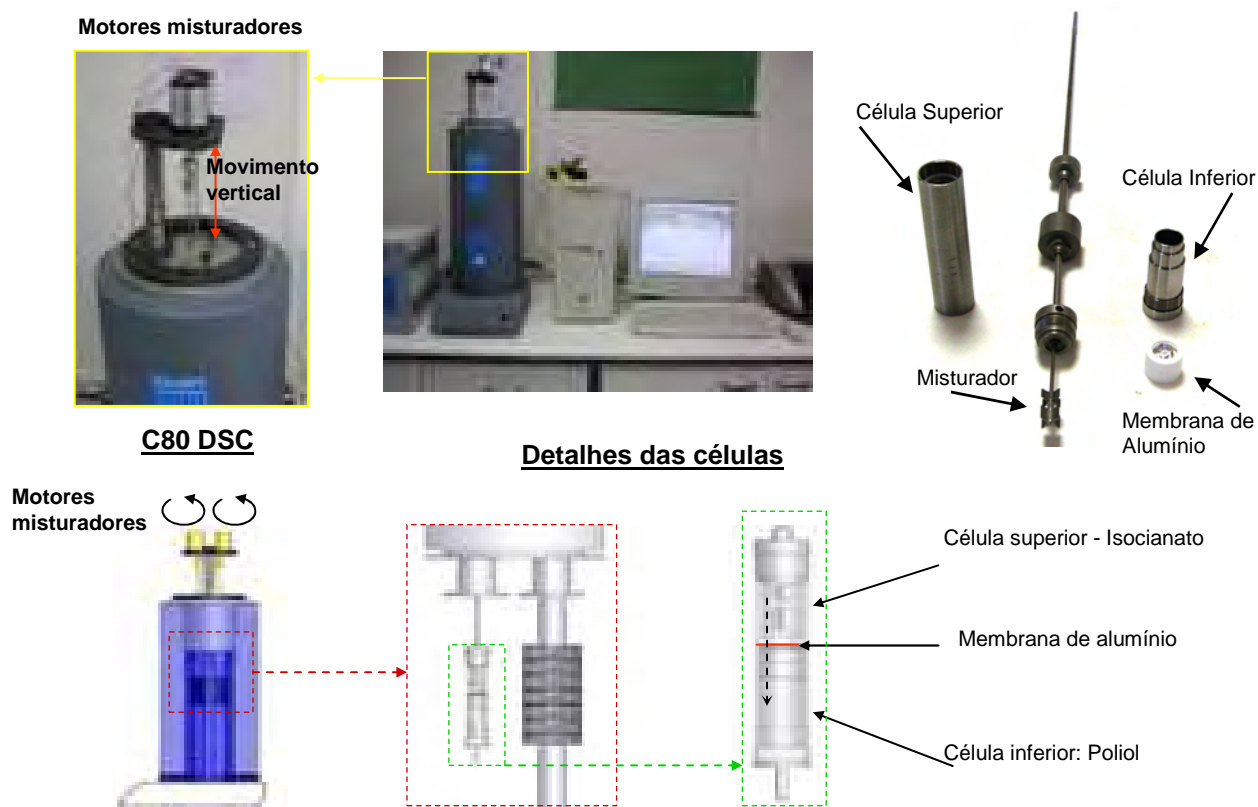 Motores misturadores
Movimento
vertical
Célula Superior
Célula Inferior
Misturador
Membrana de
Alumínio
C80 DSC
Detalhes das células
Motores
misturadores
Célula superior - Isocianato
Membrana de alumínio
Célula inferior: Poliol